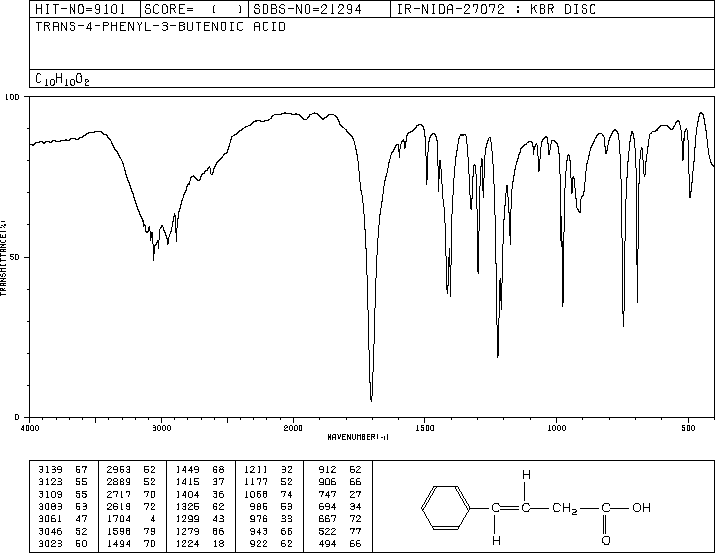 HIT-NO=9101 SCORE= ( ) SDBS-NO=21294 IR-NIDA-27072 : KBR DISC
TRANS-4-PHENYL-3-BUTENOIC ACID
C10H10O2
100
50
0
TRANSMITTANCE(%)
4000 3000 2000 1500 1000 500
WAVENUMBER(-1)
3139 57 2963 52 1449 68 1211 32 912 62
3123 55 2889 52 1415 37 1177 52 906 66
3109 55 2717 70 1404 36 1068 74 747 27
3083 53 2619 72 1325 62 986 53 694 34
3061 47 1704 4 1299 43 976 33 667 72
3046 52 1598 79 1279 86 943 66 522 77
3023 50 1494 70 1224 18 922 62 494 66
H
C=C-CH2-C-OH
H O